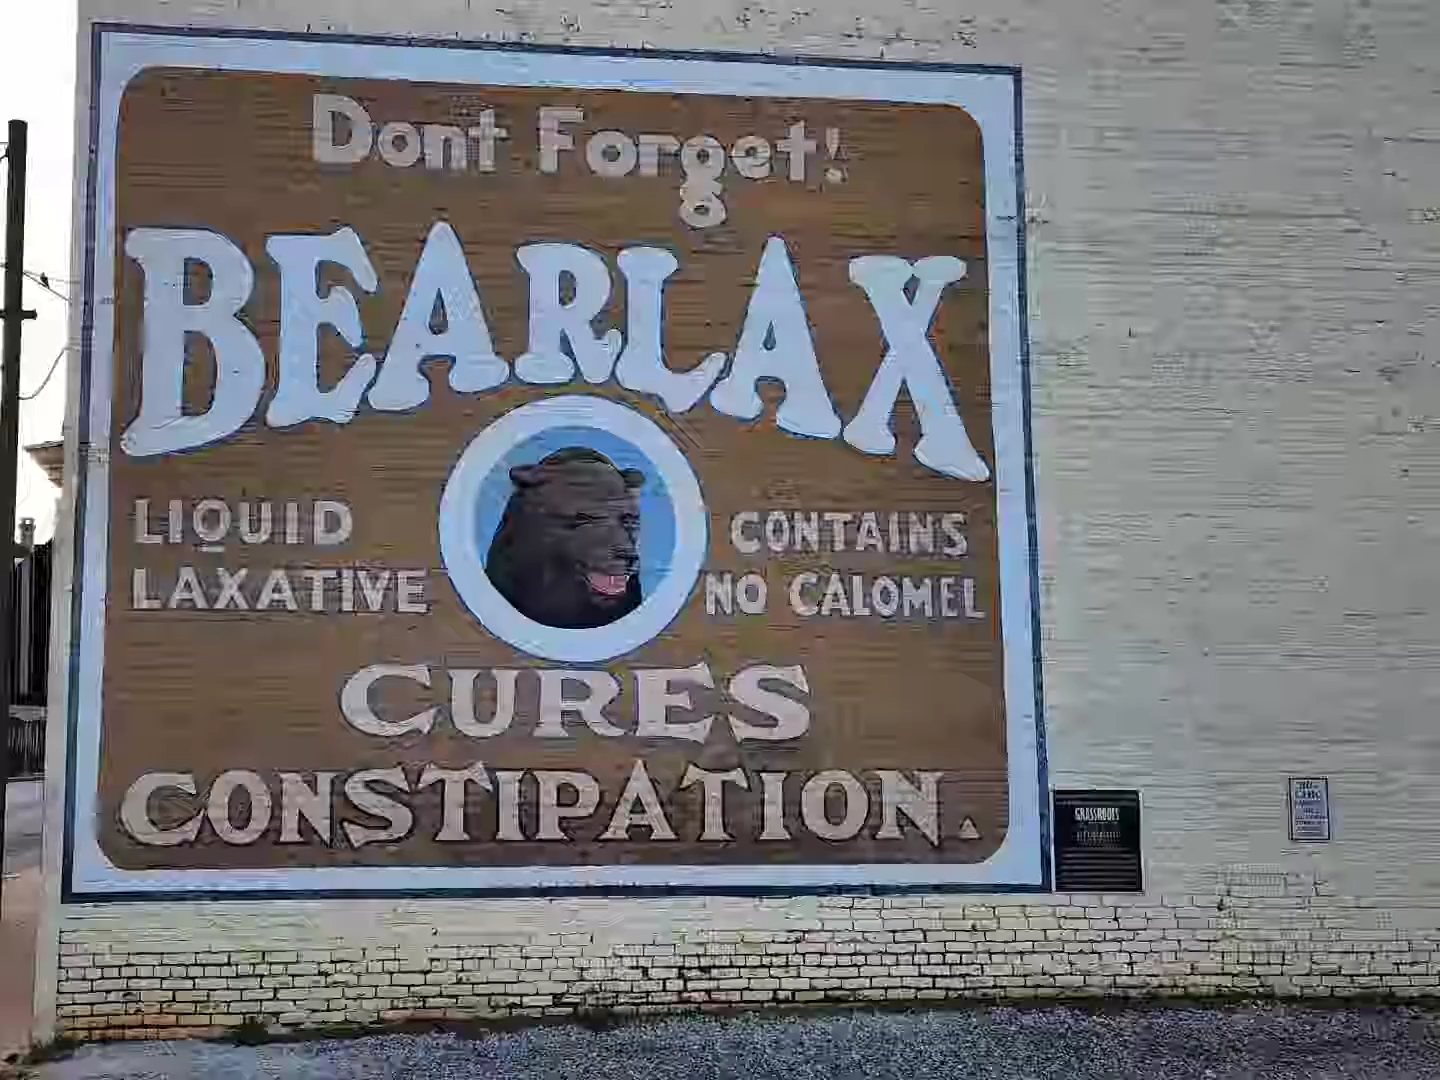 Dont Forget!
BEARLAX
LIQUID
LAXATIVE
CONTAINS
NO CALOMEL
CURES
CONSTIPATION.
GRASSROOTS